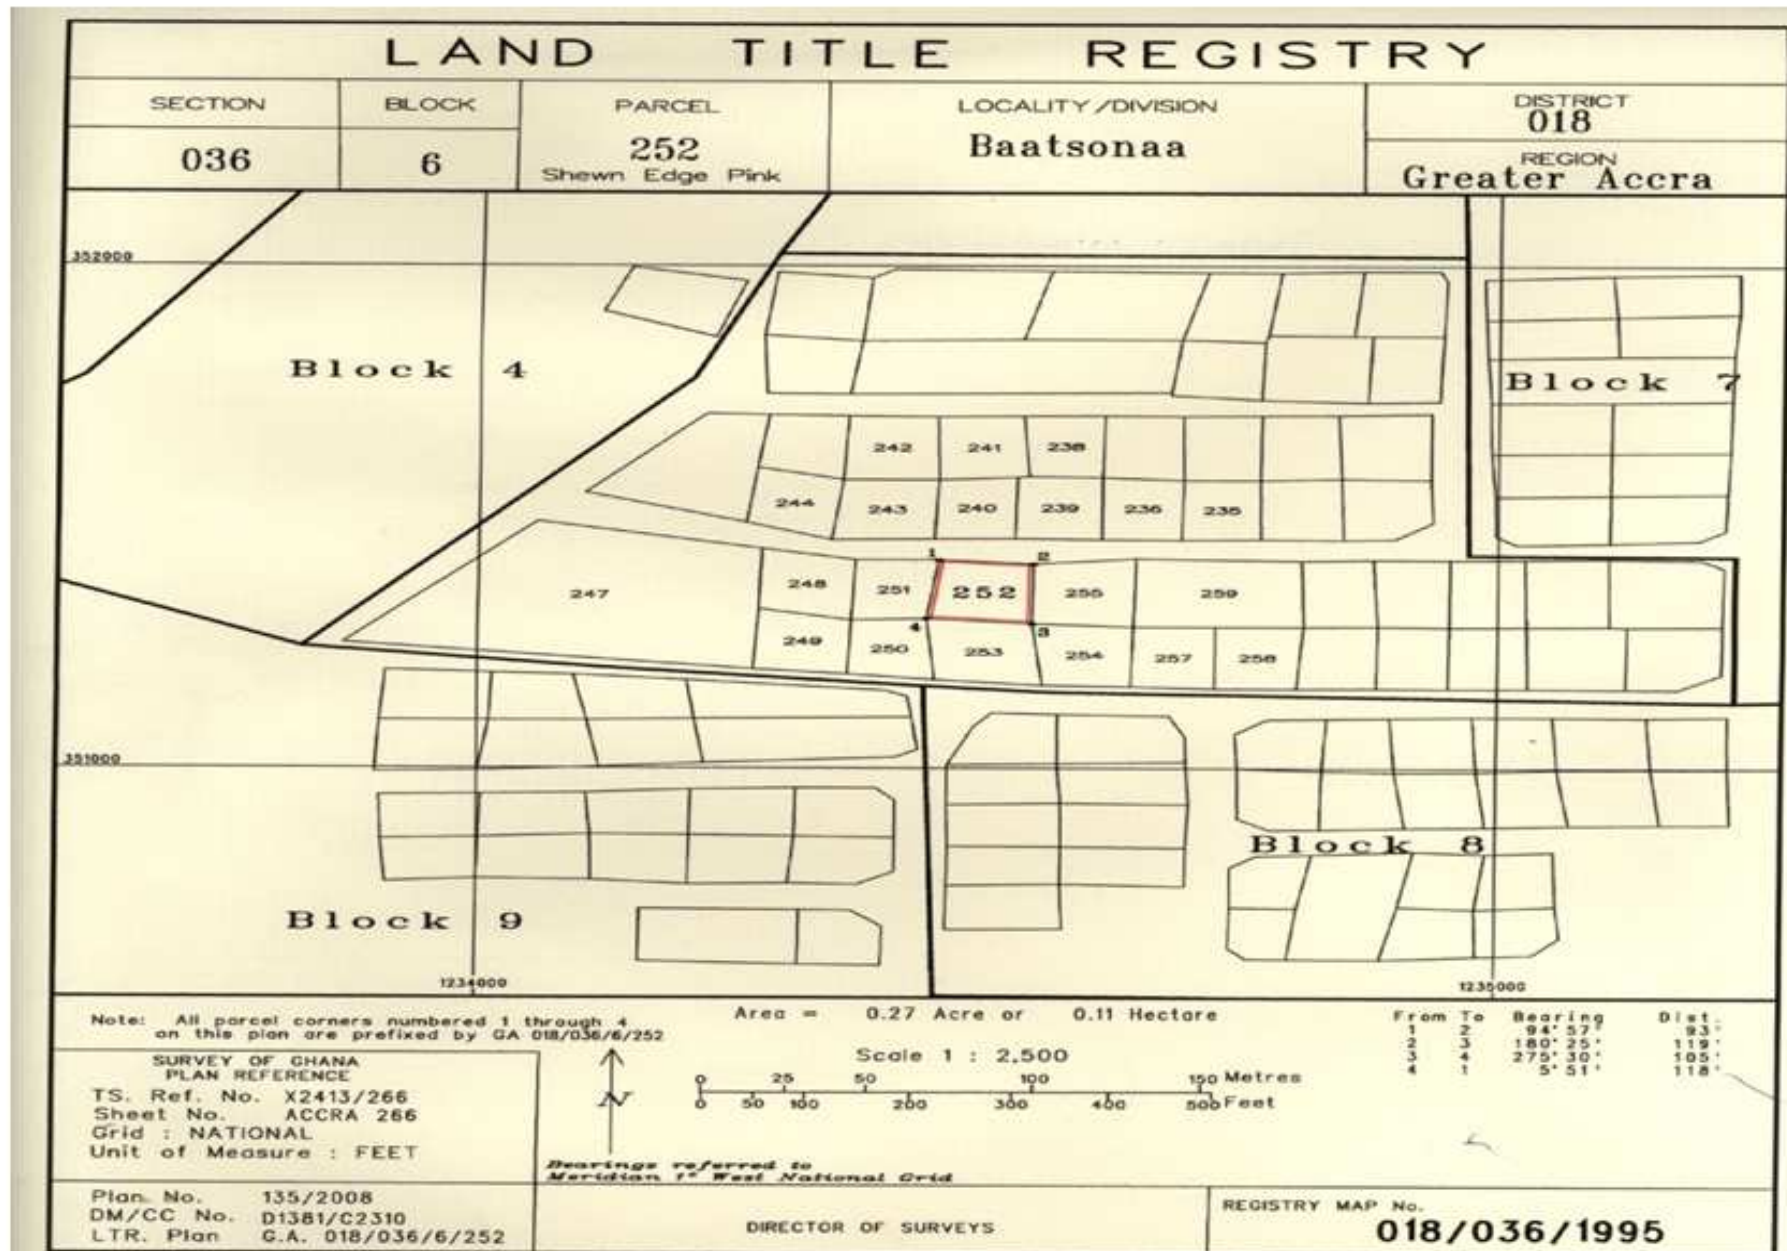 LAND TITLE REGISTRY
SECTION
BLOCK
PARCEL
LOCALITY/DIVISION
DISTRICT
018
036
6
252
Shewn Edge Pink
Baatsonaa
REGION
Greater Accra
352000
Block 4
Block 7
242
241
238
244
243
240
239
236
235
1
2
247
248
251
252
255
259
4
3
249
250
253
254
257
258
351000
Block 8
Block 9
1234000
1235000
Note: All parcel corners numbered 1 through 4
on this plan are prefixed by GA 018/036/6/252
Area = 0.27 Acre or 0.11 Hectare
Scale 1 : 2,500
0 25 50 100 150 Metres
0 50 100 200 300 400 500 Feet
From To Bearing Dist.
1 2 94°57' 93'
2 3 180°25' 119'
3 4 275°30' 105'
4 1 5°51' 118'
SURVEY OF GHANA
PLAN REFERENCE
TS. Ref. No. X2413/266
Sheet No. ACCRA 266
Grid : NATIONAL
Unit of Measure : FEET
N
Bearings referred to
Meridian 1° West National Grid
Plan No. 135/2008
DM/CC No. D1381/C2310
LTR. Plan G.A. 018/036/6/252
DIRECTOR OF SURVEYS
REGISTRY MAP No.
018/036/1995